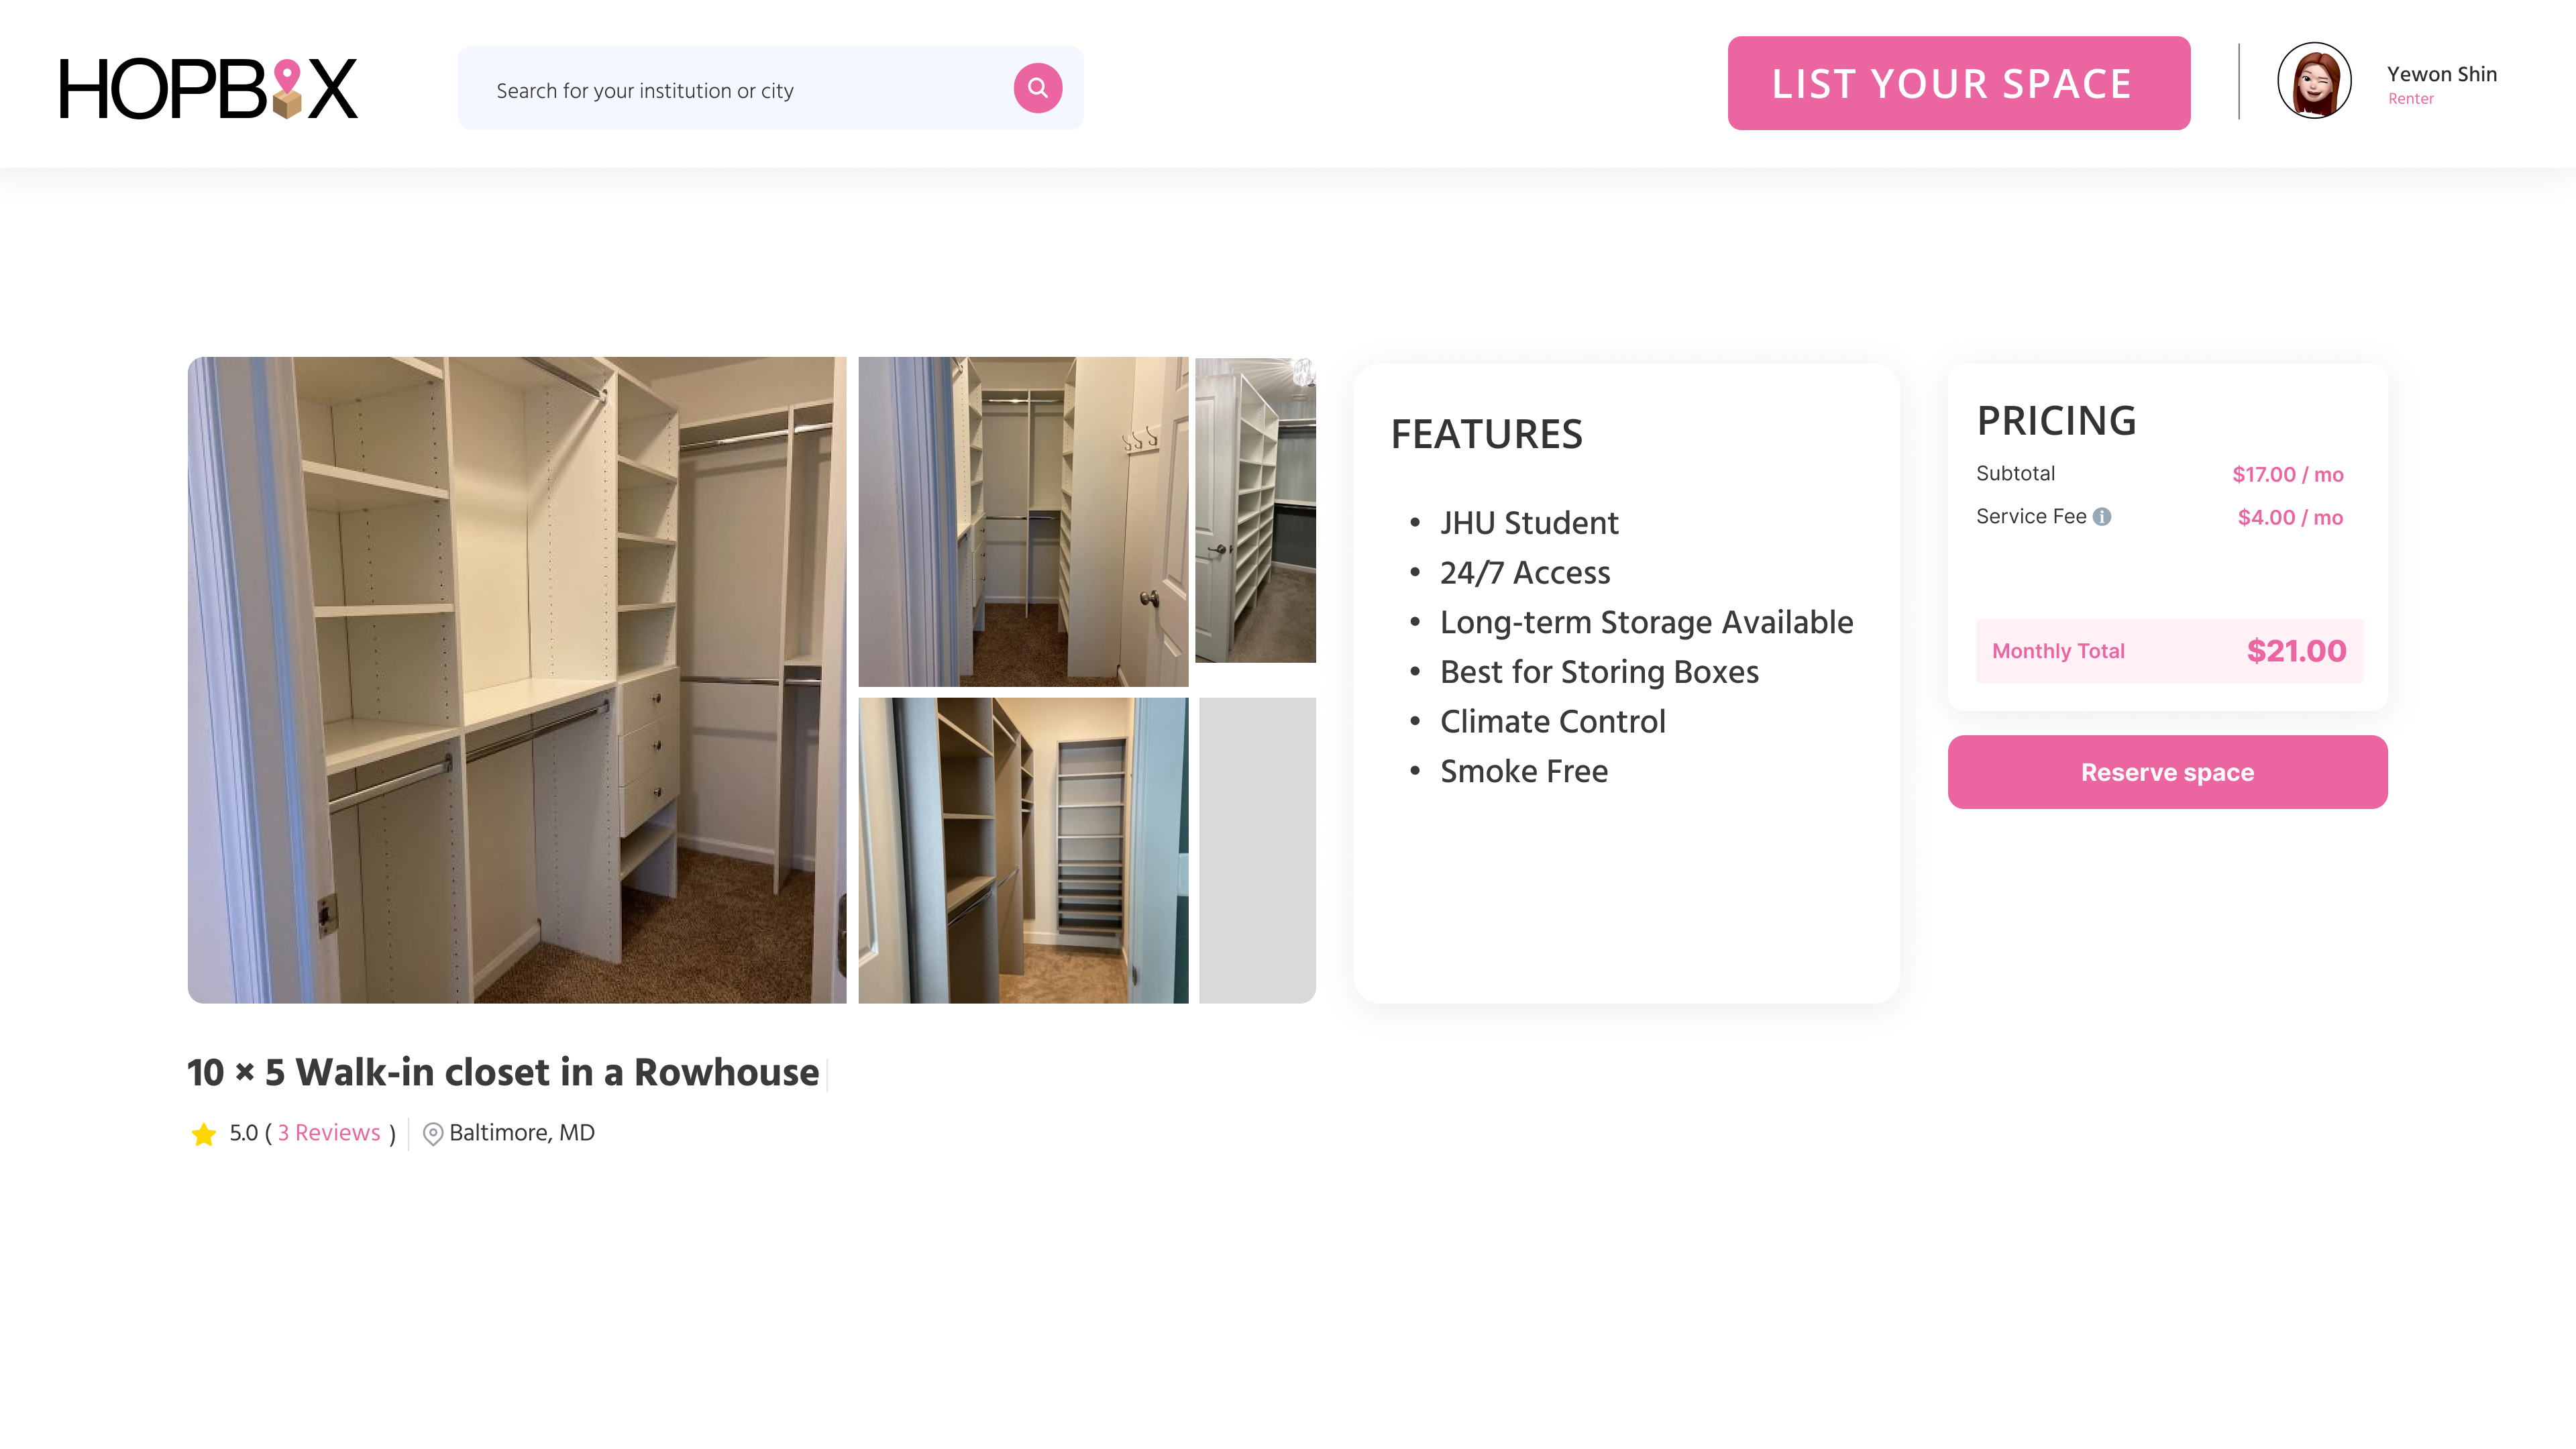 HOPBOX
Search for your institution or city
LIST YOUR SPACE
Yewon Shin
Renter
FEATURES
• JHU Student
• 24/7 Access
• Long-term Storage Available
• Best for Storing Boxes
• Climate Control
• Smoke Free
PRICING
Subtotal $17.00 / mo
Service Fee $4.00 / mo
Monthly Total $21.00
Reserve space
10 × 5 Walk-in closet in a Rowhouse
5.0 ( 3 Reviews ) Baltimore, MD